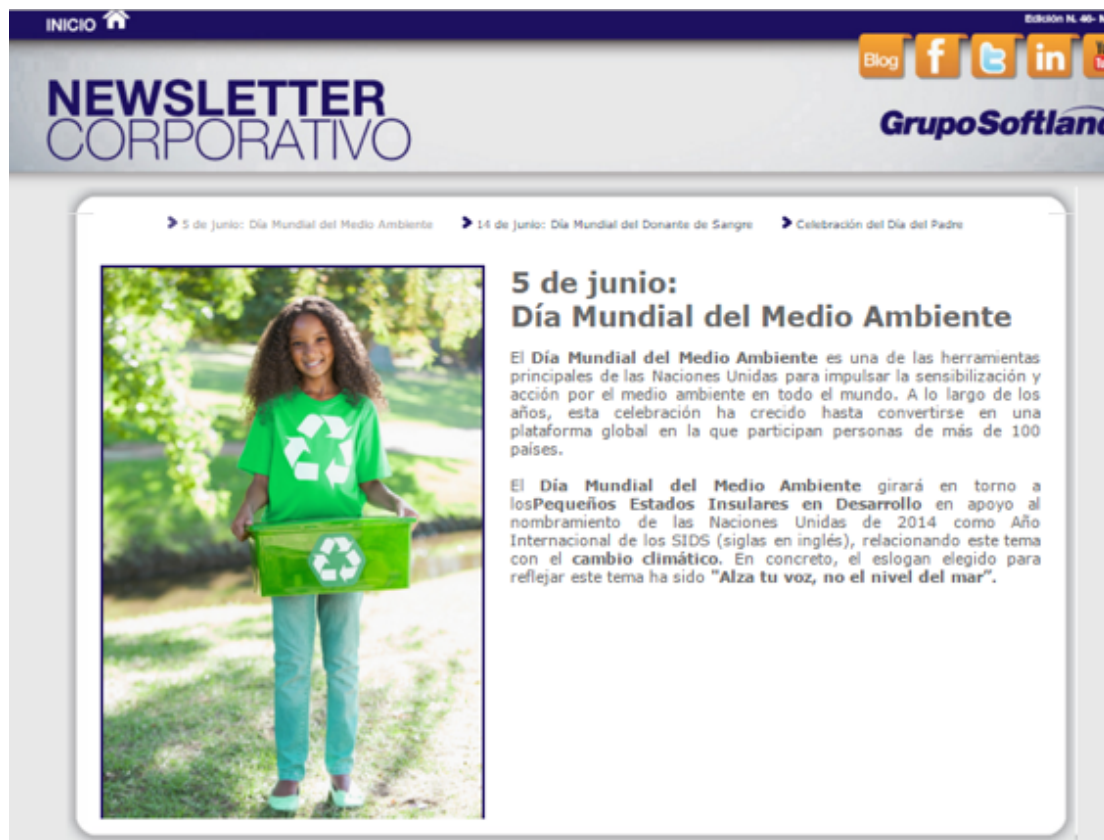 INICIO
Edición N. 46-
Blog
NEWSLETTER
CORPORATIVO
GrupoSoftland
5 de junio: Día Mundial del Medio Ambiente 14 de junio: Día Mundial del Donante de Sangre Celebración del Día del Padre
5 de junio:
Día Mundial del Medio Ambiente
El Día Mundial del Medio Ambiente es una de las herramientas
principales de las Naciones Unidas para impulsar la sensibilización y
acción por el medio ambiente en todo el mundo. A lo largo de los
años, esta celebración ha crecido hasta convertirse en una
plataforma global en la que participan personas de más de 100
países.
El Día Mundial del Medio Ambiente girará en torno a
losPequeños Estados Insulares en Desarrollo en apoyo al
nombramiento de las Naciones Unidas de 2014 como Año
Internacional de los SIDS (siglas en inglés), relacionando este tema
con el cambio climático. En concreto, el eslogan elegido para
reflejar este tema ha sido "Alza tu voz, no el nivel del mar".